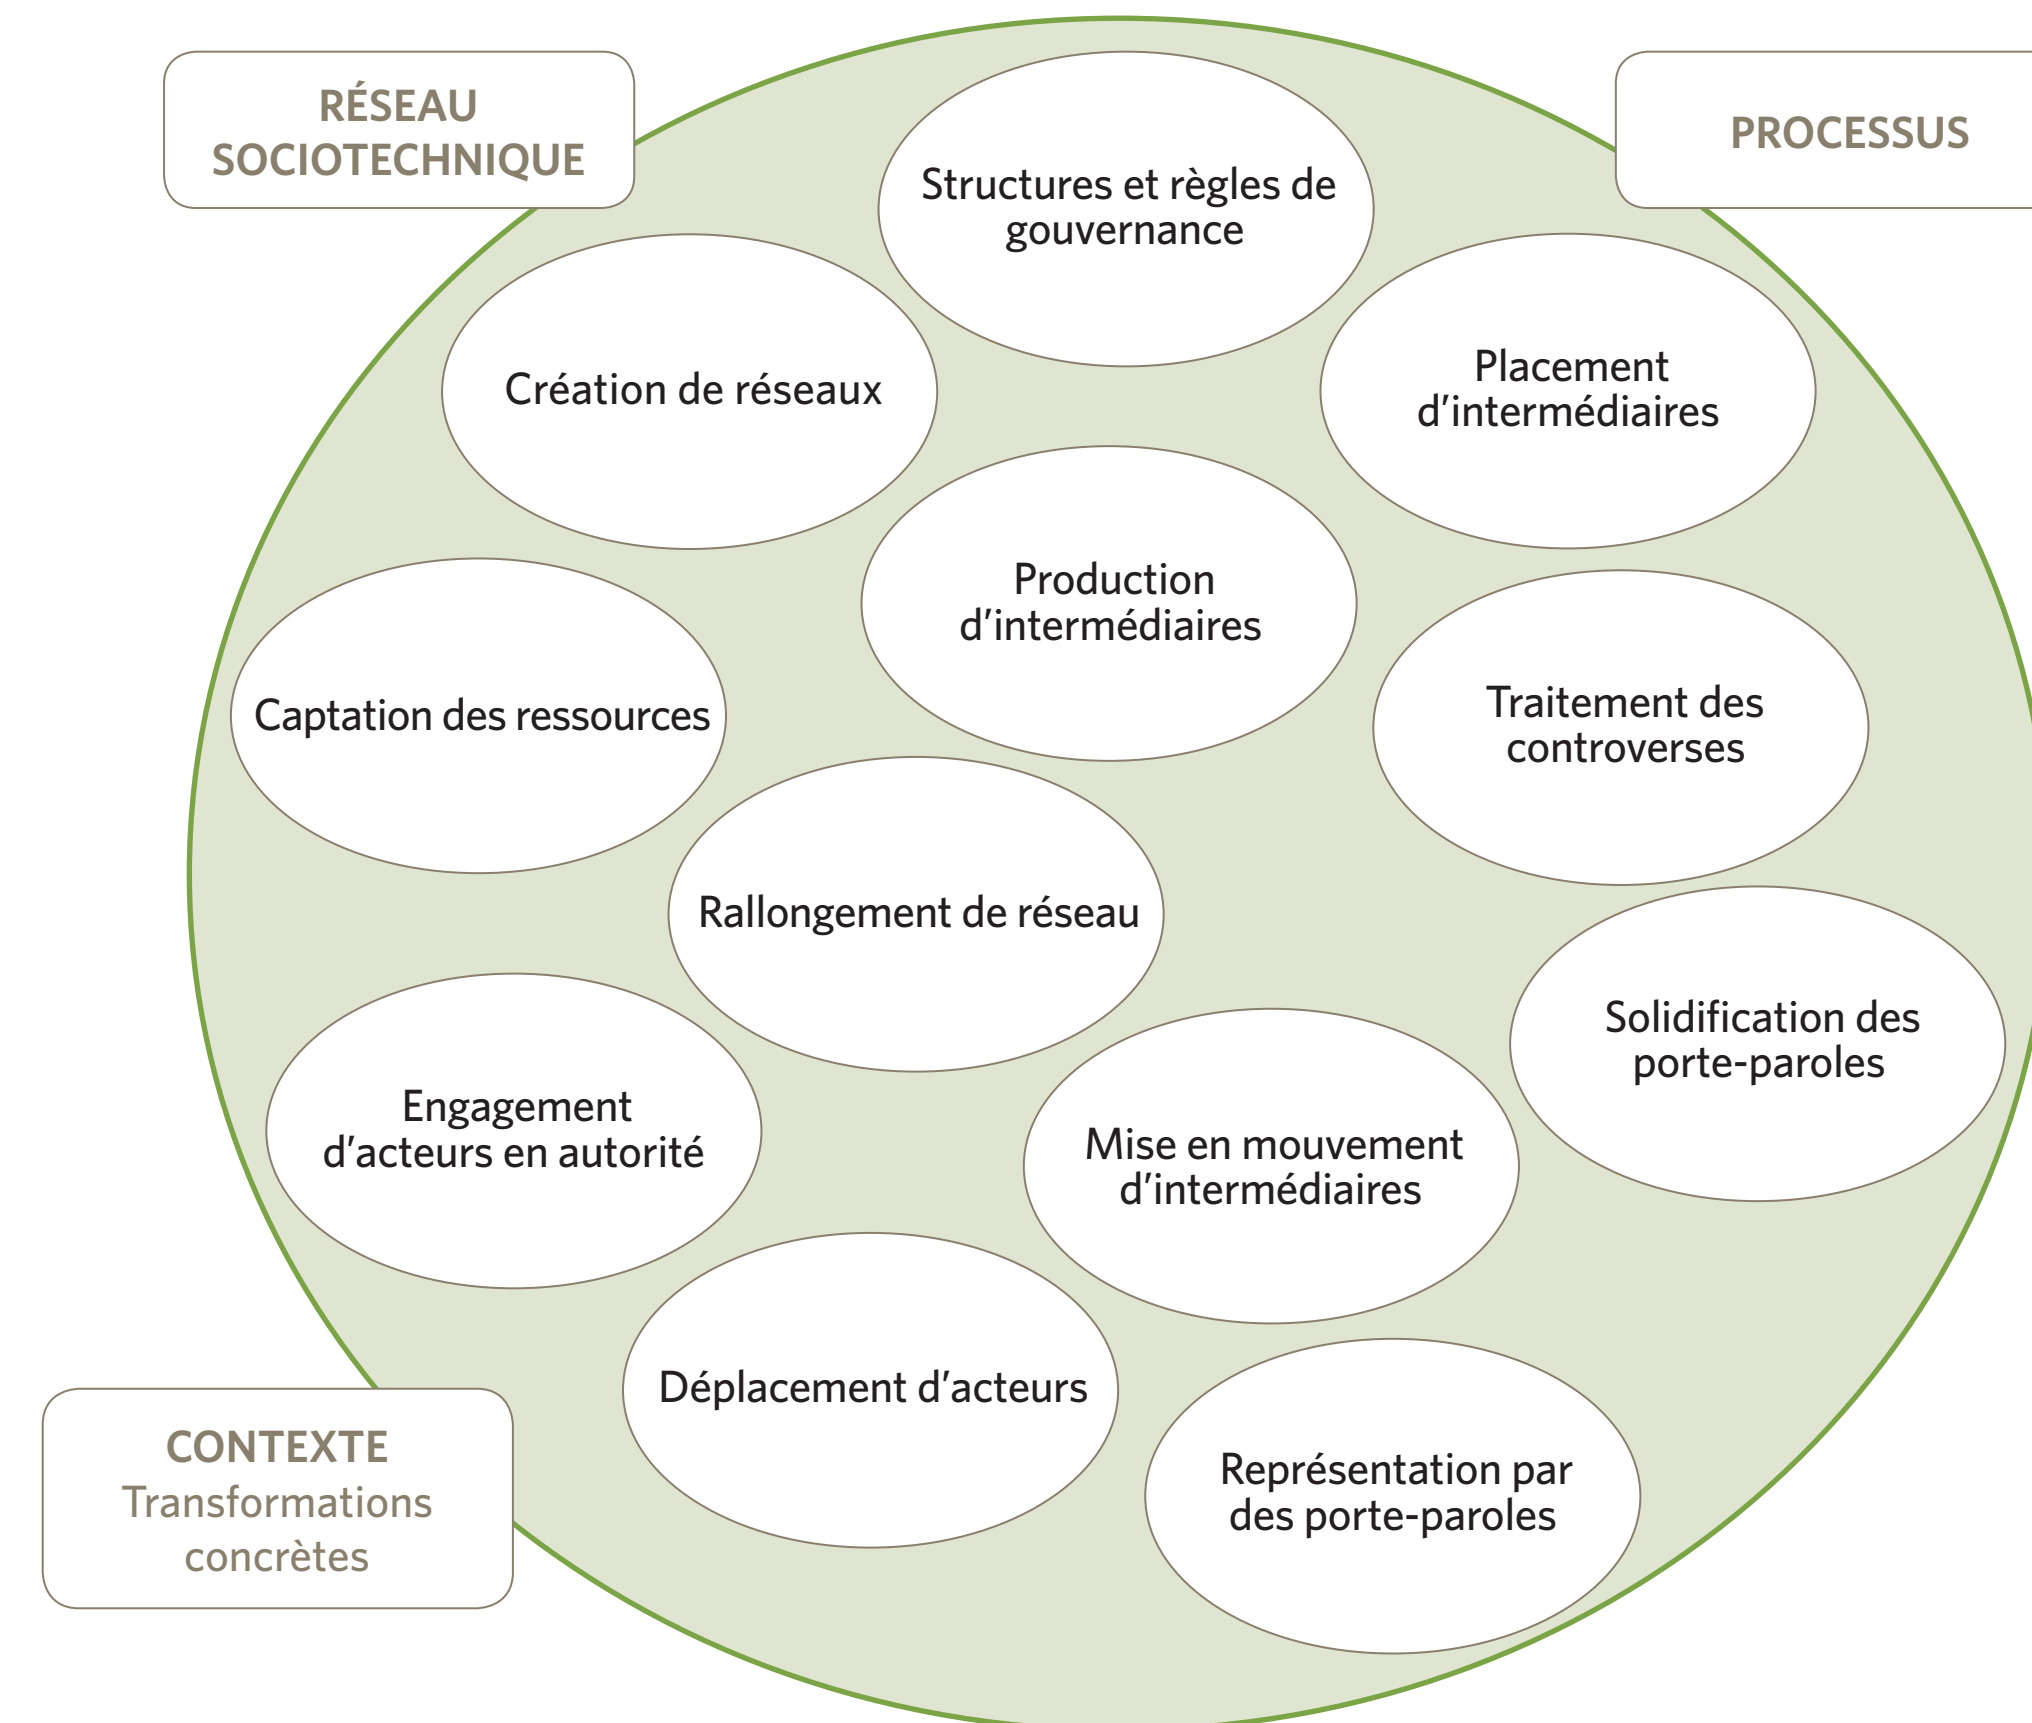 RÉSEAU
SOCIOTECHNIQUE
PROCESSUS
Structures et règles de
gouvernance
Création de réseaux
Placement
d’intermédiaires
Production
d’intermédiaires
Captation des ressources
Traitement des
controverses
Rallongement de réseau
Solidification des
porte-paroles
Engagement
d’acteurs en autorité
Mise en mouvement
d’intermédiaires
Déplacement d’acteurs
CONTEXTE
Transformations
concrètes
Représentation par
des porte-paroles